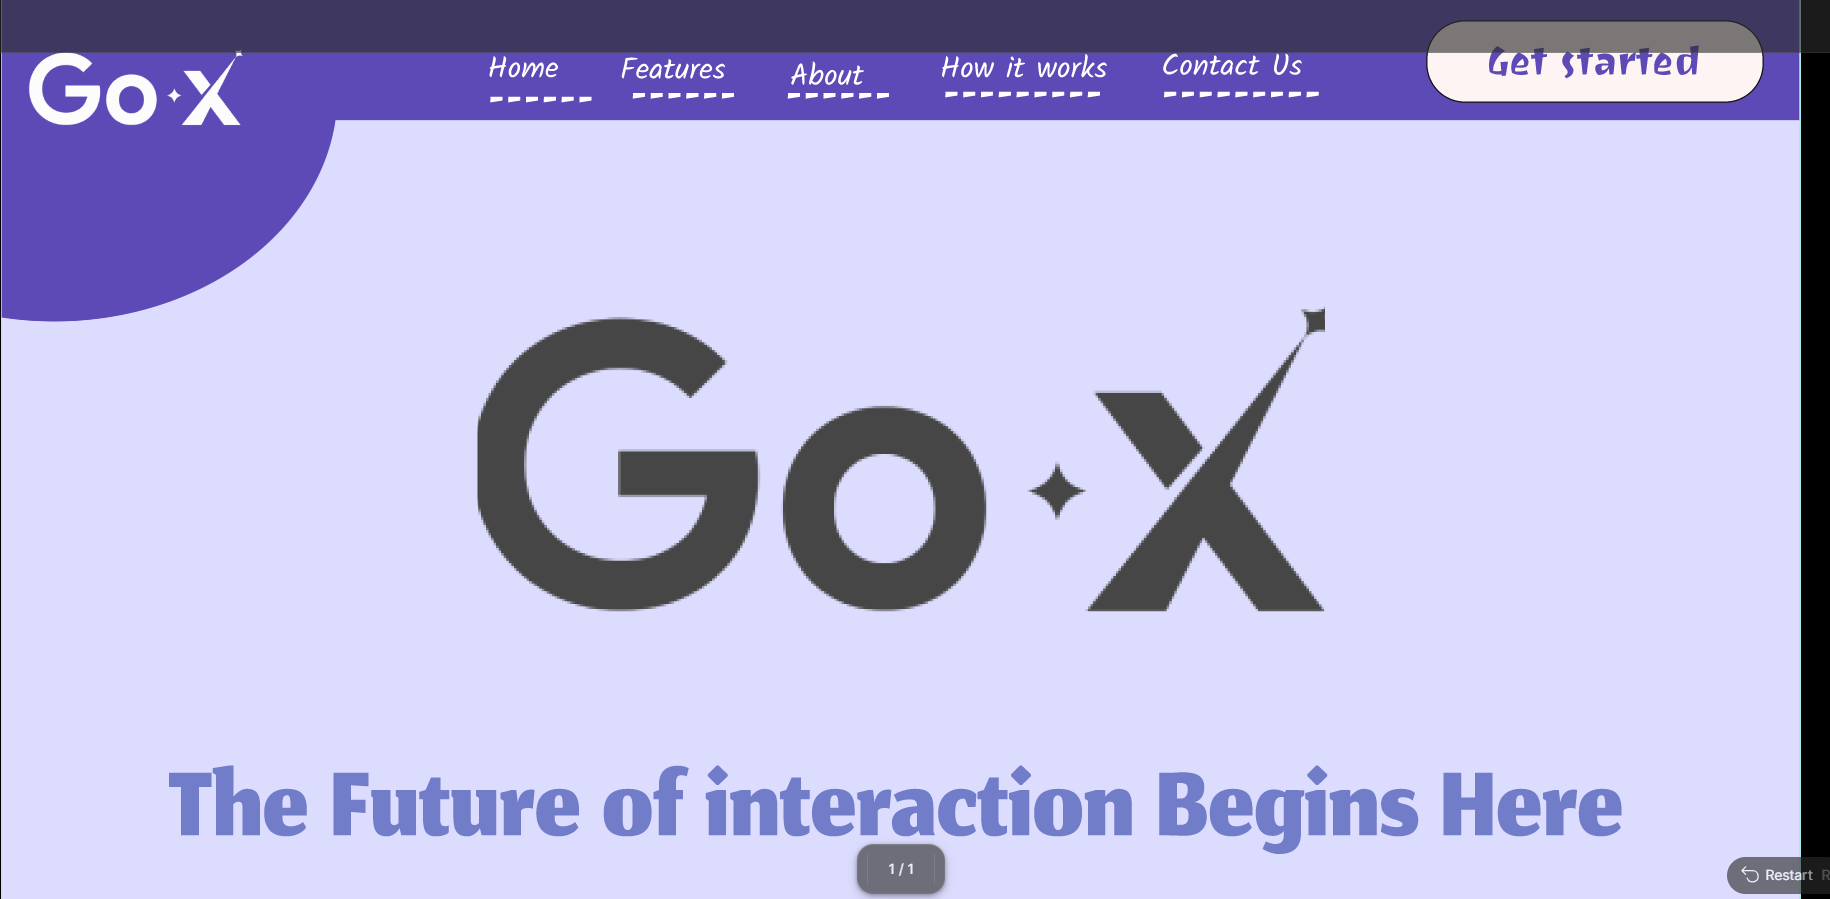 Go x
Home Features About How it works Contact Us Get started
Go x
The Future of interaction Begins Here
1 / 1
Restart R